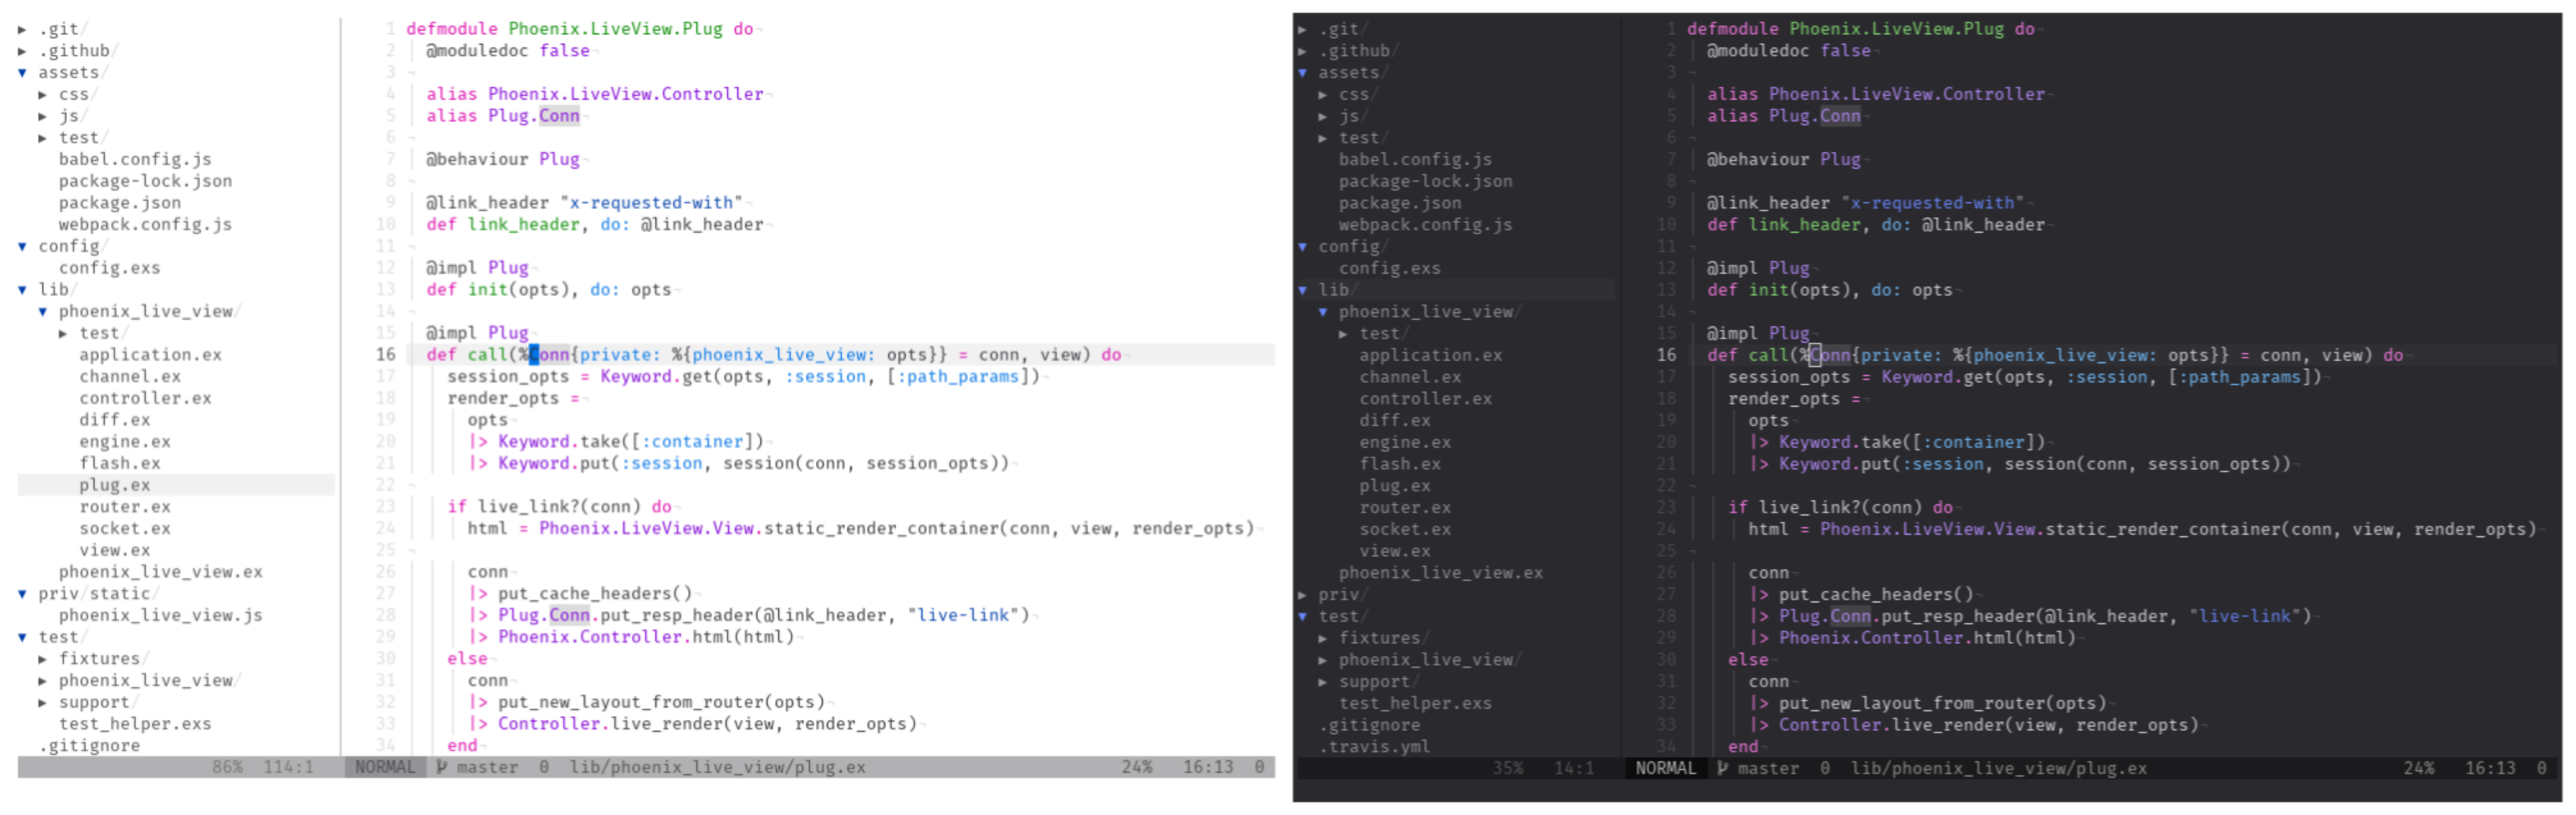 ▸ .git/
▸ .github/
▾ assets/
▸ css/
▸ js/
▸ test/
babel.config.js
package-lock.json
package.json
webpack.config.js
▾ config/
config.exs
▾ lib/
▾ phoenix_live_view/
▸ test/
application.ex
channel.ex
controller.ex
diff.ex
engine.ex
flash.ex
plug.ex
router.ex
socket.ex
view.ex
phoenix_live_view.ex
▾ priv/static/
phoenix_live_view.js
▾ test/
▸ fixtures/
▸ phoenix_live_view/
▸ support/
test_helper.exs
.gitignore
86% 114:1
1 defmodule Phoenix.LiveView.Plug do¬
2 @moduledoc false¬
3 ¬
4 alias Phoenix.LiveView.Controller¬
5 alias Plug.Conn¬
6 ¬
7 @behaviour Plug¬
8 ¬
9 @link_header "x-requested-with"¬
10 def link_header, do: @link_header¬
11 ¬
12 @impl Plug¬
13 def init(opts), do: opts¬
14 ¬
15 @impl Plug¬
16 def call(%Conn{private: %{phoenix_live_view: opts}} = conn, view) do¬
17 session_opts = Keyword.get(opts, :session, [:path_params])¬
18 render_opts =¬
19 opts¬
20 |> Keyword.take([:container])¬
21 |> Keyword.put(:session, session(conn, session_opts))¬
22 ¬
23 if live_link?(conn) do¬
24 html = Phoenix.LiveView.View.static_render_container(conn, view, render_opts)¬
25 ¬
26 conn¬
27 |> put_cache_headers()¬
28 |> Plug.Conn.put_resp_header(@link_header, "live-link")¬
29 |> Phoenix.Controller.html(html)¬
30 else¬
31 conn¬
32 |> put_new_layout_from_router(opts)¬
33 |> Controller.live_render(view, render_opts)¬
34 end¬
NORMAL master 0 lib/phoenix_live_view/plug.ex 24% 16:13 0
▸ .git/
▸ .github/
▾ assets/
▸ css/
▸ js/
▸ test/
babel.config.js
package-lock.json
package.json
webpack.config.js
▾ config/
config.exs
▾ lib/
▾ phoenix_live_view/
▸ test/
application.ex
channel.ex
controller.ex
diff.ex
engine.ex
flash.ex
plug.ex
router.ex
socket.ex
view.ex
phoenix_live_view.ex
▸ priv/
▾ test/
▸ fixtures/
▸ phoenix_live_view/
▸ support/
test_helper.exs
.gitignore
.travis.yml
35% 14:1
1 defmodule Phoenix.LiveView.Plug do¬
2 @moduledoc false¬
3 ¬
4 alias Phoenix.LiveView.Controller¬
5 alias Plug.Conn¬
6 ¬
7 @behaviour Plug¬
8 ¬
9 @link_header "x-requested-with"¬
10 def link_header, do: @link_header¬
11 ¬
12 @impl Plug¬
13 def init(opts), do: opts¬
14 ¬
15 @impl Plug¬
16 def call(%Conn{private: %{phoenix_live_view: opts}} = conn, view) do¬
17 session_opts = Keyword.get(opts, :session, [:path_params])¬
18 render_opts =¬
19 opts¬
20 |> Keyword.take([:container])¬
21 |> Keyword.put(:session, session(conn, session_opts))¬
22 ¬
23 if live_link?(conn) do¬
24 html = Phoenix.LiveView.View.static_render_container(conn, view, render_opts)¬
25 ¬
26 conn¬
27 |> put_cache_headers()¬
28 |> Plug.Conn.put_resp_header(@link_header, "live-link")¬
29 |> Phoenix.Controller.html(html)¬
30 else¬
31 conn¬
32 |> put_new_layout_from_router(opts)¬
33 |> Controller.live_render(view, render_opts)¬
34 end¬
NORMAL master 0 lib/phoenix_live_view/plug.ex 24% 16:13 0